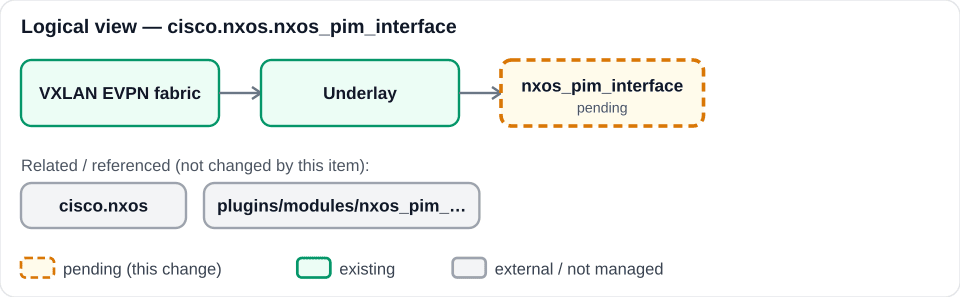 Logical view — cisco.nxos.nxos_pim_interface
VXLAN EVPN fabric
Underlay
nxos_pim_interface
pending
Related / referenced (not changed by this item):
cisco.nxos
plugins/modules/nxos_pim_…
pending (this change)
existing
external / not managed